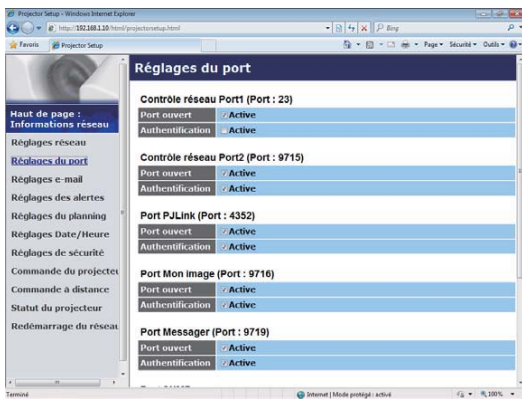 Projector Setup - Windows Internet Explorer
http://192.168.1.10/html/projectorsetup.html
Bing
Favoris
Projector Setup
Page
Sécurité
Outils
Haut de page :
Informations réseau
Réglages réseau
Réglages du port
Réglages e-mail
Réglages des alertes
Réglages du planning
Réglages Date/Heure
Réglages de sécurité
Commande du projecteu
Commande à distance
Statut du projecteur
Redémarrage du réseau
Réglages du port
Contrôle réseau Port1 (Port : 23)
Port ouvert Active
Authentification Active
Contrôle réseau Port2 (Port : 9715)
Port ouvert Active
Authentification Active
Port PJLink (Port : 4352)
Port ouvert Active
Authentification Active
Port Mon image (Port : 9716)
Port ouvert Active
Authentification Active
Port Messager (Port : 9719)
Port ouvert Active
Authentification Active
Terminé
Internet | Mode protégé : activé
100%